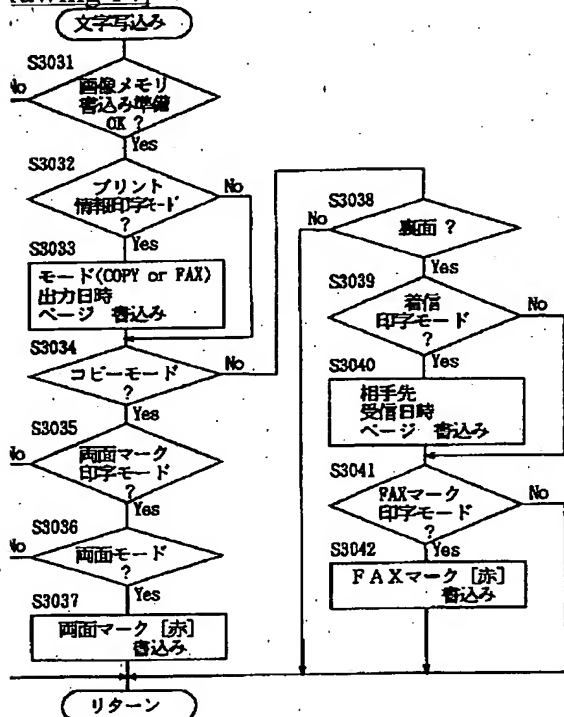 文字写込み
S3031
No
画像メモリ
書込み準備
OK ?
Yes
S3032
プリント
情報印字モード
?
No
Yes
S3033
モード(COPY or FAX)
出力日時
ページ 書込み
S3034
コピーモード
?
No
Yes
S3035
No
両面マーク
印字モード
?
Yes
S3036
No
両面モード
?
Yes
S3037
両面マーク [赤]
書込み
リターン
S3038
No
裏面 ?
Yes
S3039
着信
印字モード
?
No
Yes
S3040
相手先
受信日時
ページ 書込み
S3041
FAXマーク
印字モード
?
No
Yes
S3042
FAXマーク [赤]
書込み